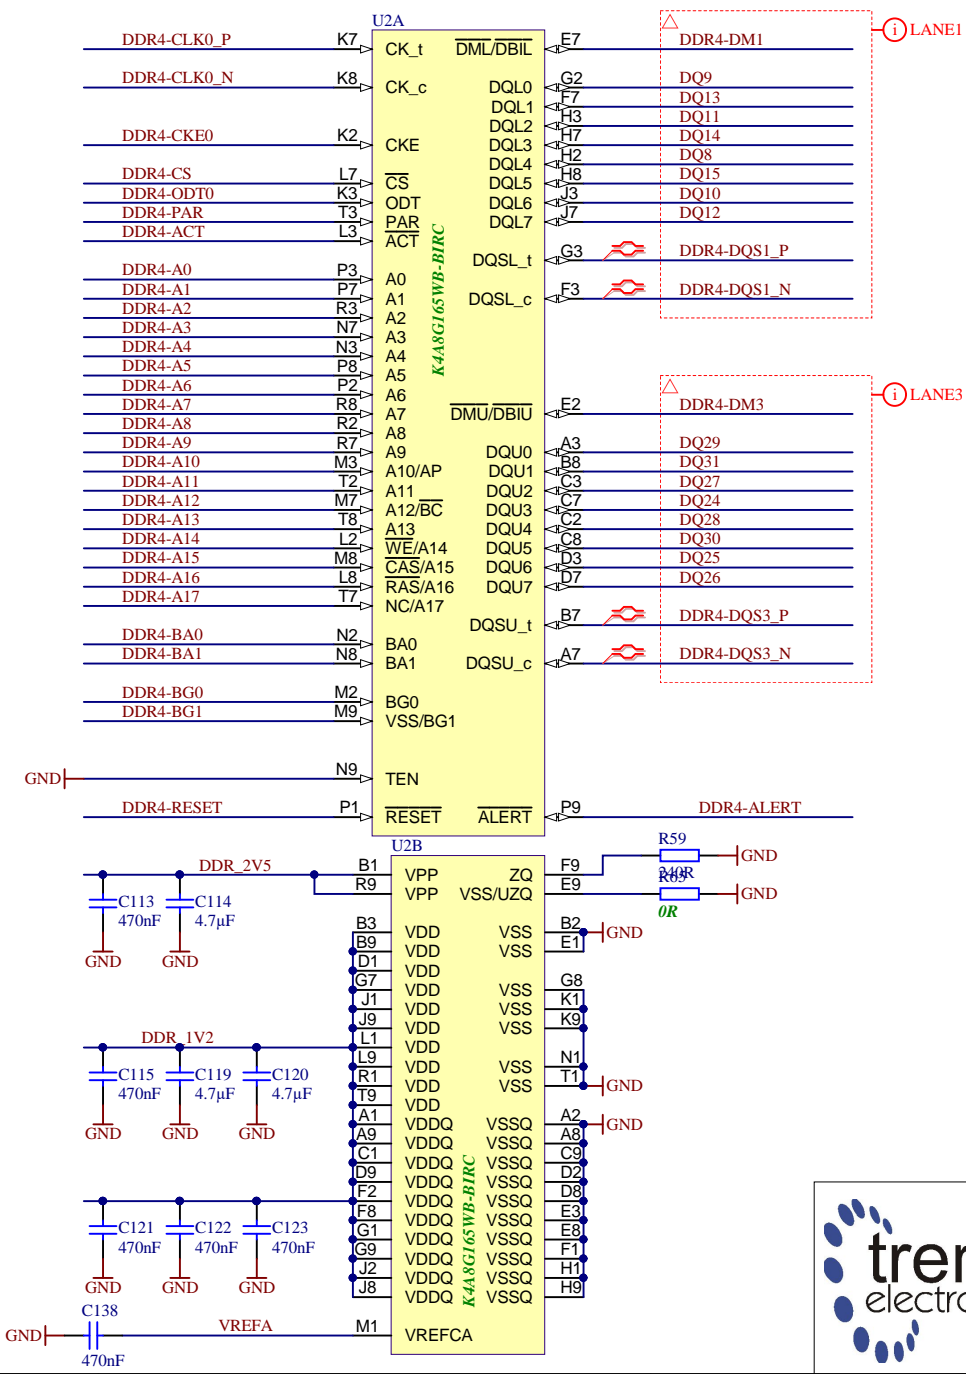 U2A
DDR4-CLK0_P K7 CK_t DML/DBIL E7 DDR4-DM1
LANE1
DDR4-CLK0_N K8 CK_c DQL0 G2 DQ9
DQL1 F7 DQ13
DQL2 H3 DQ11
DDR4-CKE0 K2 CKE DQL3 H7 DQ14
DQL4 H2 DQ8
DDR4-CS L7 CS DQL5 H8 DQ15
DDR4-ODT0 K3 ODT DQL6 J3 DQ10
DDR4-PAR T3 PAR DQL7 J7 DQ12
DDR4-ACT L3 ACT
DQSL_t G3 DDR4-DQS1_P
DDR4-A0 P3 A0
DDR4-A1 P7 A1 DQSL_c F3 DDR4-DQS1_N
DDR4-A2 R3 A2
DDR4-A3 N7 A3
DDR4-A4 N3 A4
DDR4-A5 P8 A5
DDR4-A6 P2 A6
LANE3
DDR4-A7 R8 A7 DMU/DBIU E2 DDR4-DM3
DDR4-A8 R2 A8
DDR4-A9 R7 A9 DQU0 A3 DQ29
DDR4-A10 M3 A10/AP DQU1 B8 DQ31
DDR4-A11 T2 A11 DQU2 C3 DQ27
DDR4-A12 M7 A12/BC DQU3 C7 DQ24
DDR4-A13 T8 A13 DQU4 C2 DQ28
DDR4-A14 L2 WE/A14 DQU5 C8 DQ30
DDR4-A15 M8 CAS/A15 DQU6 D3 DQ25
DDR4-A16 L8 RAS/A16 DQU7 D7 DQ26
DDR4-A17 T7 NC/A17
DQSU_t B7 DDR4-DQS3_P
DDR4-BA0 N2 BA0
DDR4-BA1 N8 BA1 DQSU_c A7 DDR4-DQS3_N
DDR4-BG0 M2 BG0
DDR4-BG1 M9 VSS/BG1
GND N9 TEN
DDR4-RESET P1 RESET ALERT P9 DDR4-ALERT
K4A8G165WB-BIRC
U2B
R59
DDR_2V5 B1 VPP ZQ F9 GND
240R
R63
R9 VPP VSS/UZQ E9 GND
0R
C113 C114
470nF 4.7µF
B3 VDD VSS B2 GND
B9 VDD VSS E1
GND GND
D1 VDD
G7 VDD VSS G8
J1 VDD VSS K1
J9 VDD VSS K9
DDR_1V2 L1 VDD
L9 VDD VSS N1
C115 C119 C120
R1 VDD VSS T1 GND
470nF 4.7µF 4.7µF
T9 VDD
A1 VDDQ VSSQ A2 GND
GND GND GND
A9 VDDQ VSSQ A8
C1 VDDQ VSSQ C9
D9 VDDQ VSSQ D2
F2 VDDQ VSSQ D8
F8 VDDQ VSSQ E3
C121 C122 C123
G1 VDDQ VSSQ E8
470nF 470nF 470nF
G9 VDDQ VSSQ F1
J2 VDDQ VSSQ H1
GND GND GND
J8 VDDQ VSSQ H9
C138
GND VREFA M1 VREFCA
470nF
K4A8G165WB-BIRC
tren
electro